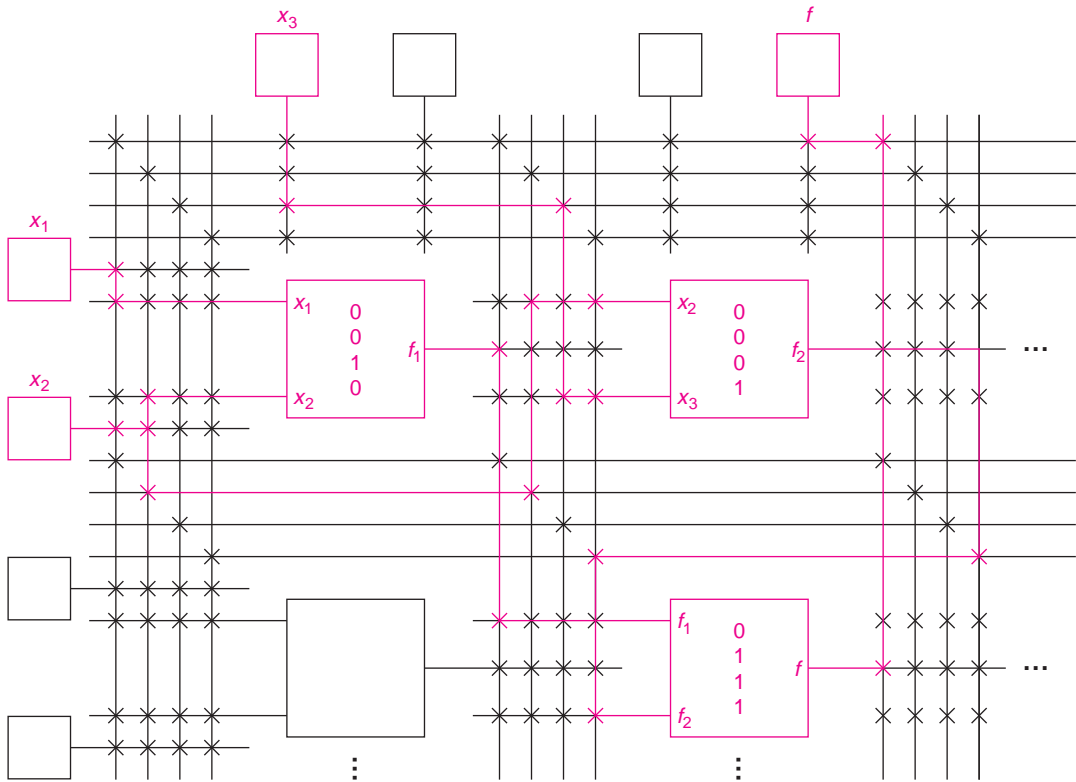 x3 f
x1
x1 0 x2 0
0 0
1 f1 0 f2 ...
x2 0 x3 1
x2
f1 0
1
1 f ...
f2 1
⋮ ⋮